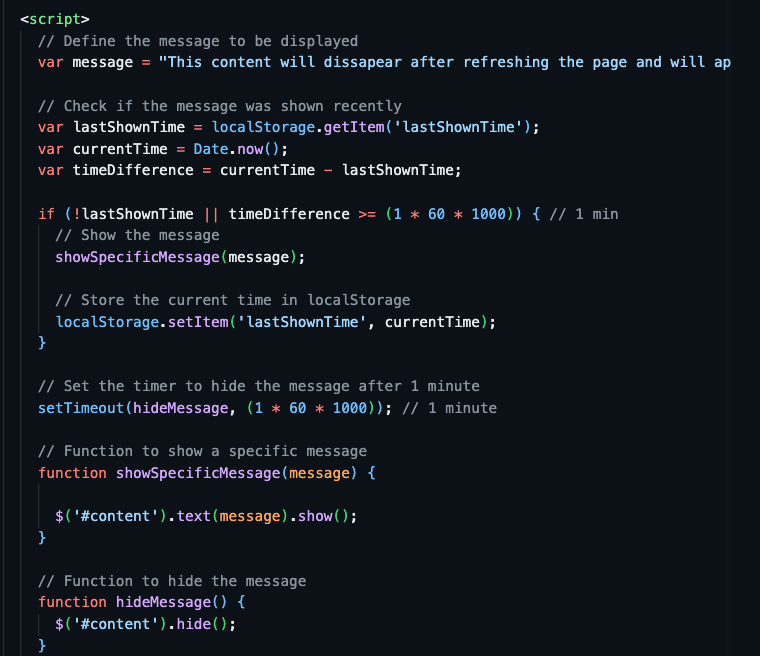 <script>
// Define the message to be displayed
var message = "This content will dissapear after refreshing the page and will ap
// Check if the message was shown recently
var lastShownTime = localStorage.getItem('lastShownTime');
var currentTime = Date.now();
var timeDifference = currentTime - lastShownTime;
if (!lastShownTime || timeDifference >= (1 * 60 * 1000)) { // 1 min
// Show the message
showSpecificMessage(message);
// Store the current time in localStorage
localStorage.setItem('lastShownTime', currentTime);
}
// Set the timer to hide the message after 1 minute
setTimeout(hideMessage, (1 * 60 * 1000)); // 1 minute
// Function to show a specific message
function showSpecificMessage(message) {
$('#content').text(message).show();
}
// Function to hide the message
function hideMessage() {
$('#content').hide();
}